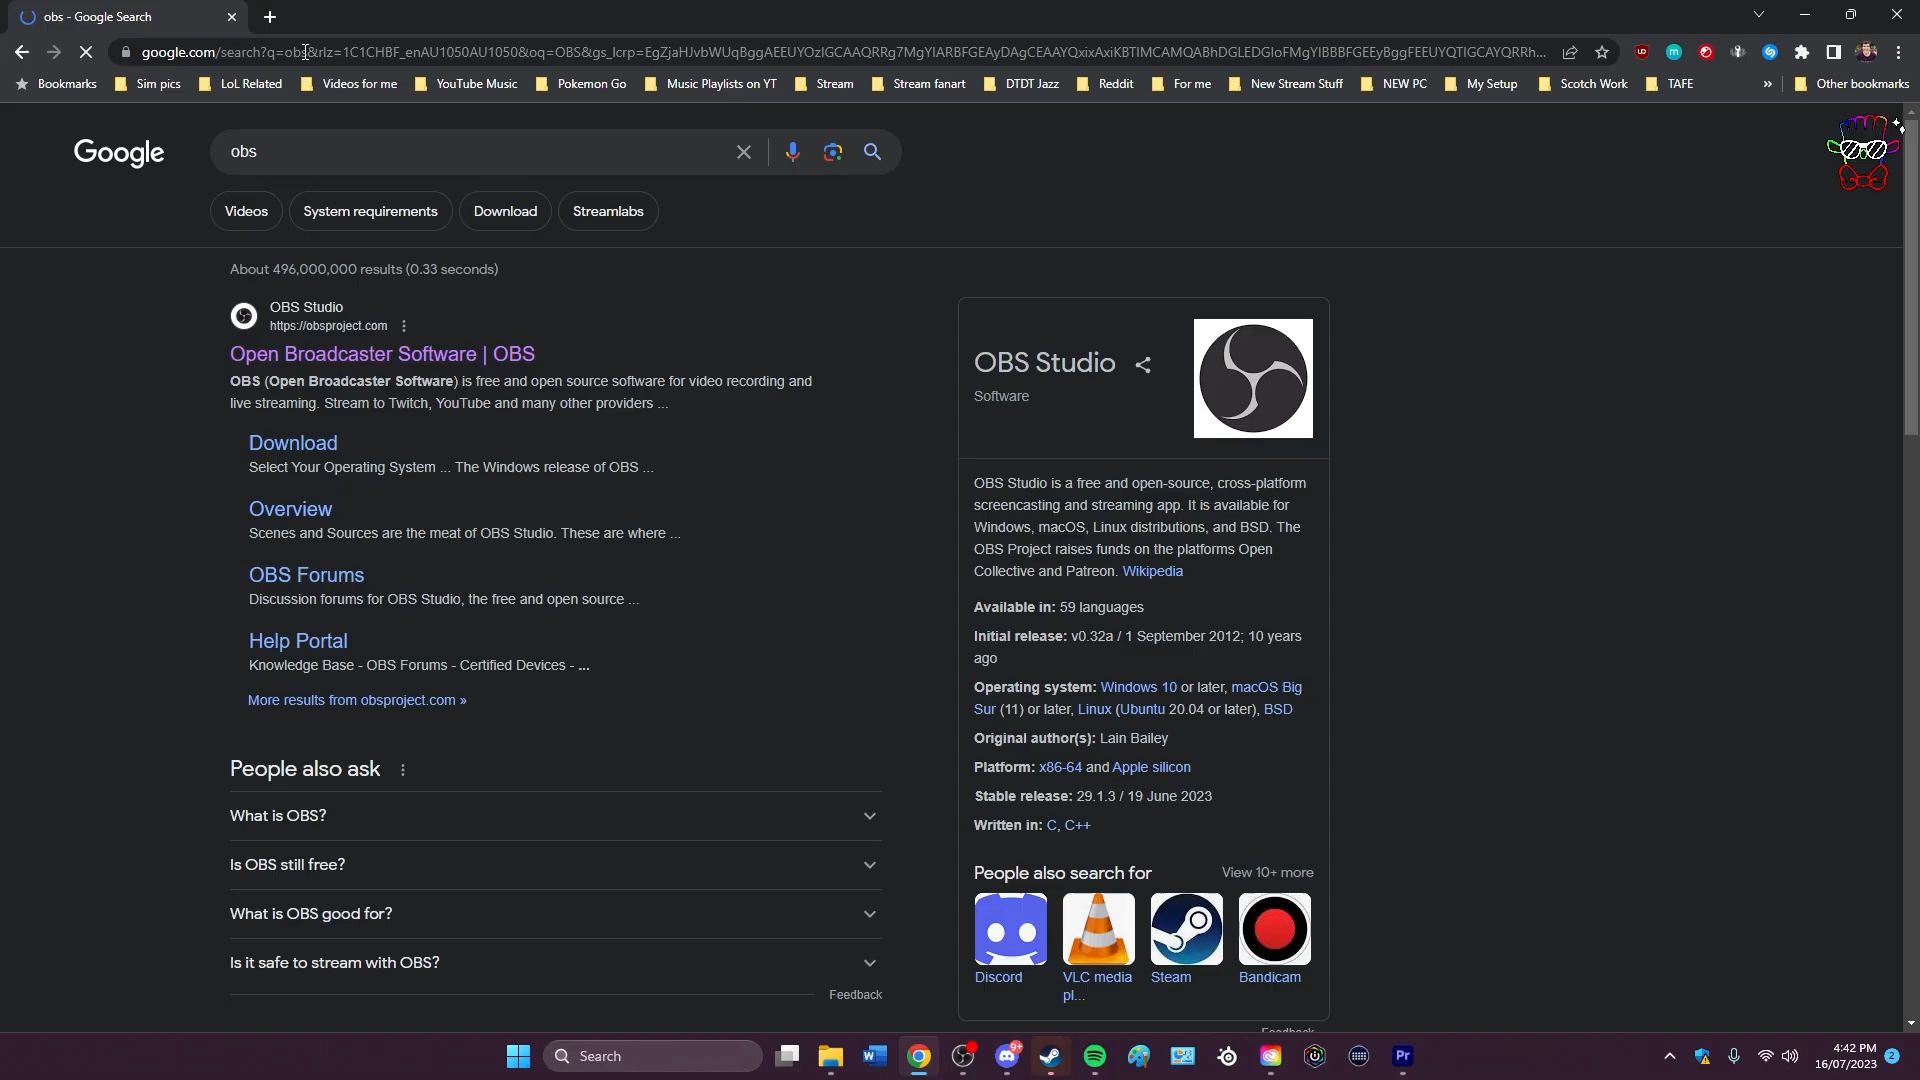 obs - Google Search
google.com/search?q=obs&rlz=1C1CHBF_enAU1050AU1050&oq=OBS&gs_lcrp=EgZjaHJvbWUqBggAEEUYOzIGCAAQRRg7MgYIARBFGEAyDAgCEAAYQxixAxiKBTIMCAMQABhDGLEDGIoFMgYIBBBFGEEyBggFEEUYQTIGCAYQRRh...
Bookmarks Sim pics LoL Related Videos for me YouTube Music Pokemon Go Music Playlists on YT Stream Stream fanart DTDT Jazz Reddit For me New Stream Stuff NEW PC My Setup Scotch Work TAFE » Other bookmarks
Google
obs
Videos System requirements Download Streamlabs
About 496,000,000 results (0.33 seconds)
OBS Studio
https://obsproject.com
Open Broadcaster Software | OBS
OBS (Open Broadcaster Software) is free and open source software for video recording and
live streaming. Stream to Twitch, YouTube and many other providers ...
Download
Select Your Operating System ... The Windows release of OBS ...
Overview
Scenes and Sources are the meat of OBS Studio. These are where ...
OBS Forums
Discussion forums for OBS Studio, the free and open source ...
Help Portal
Knowledge Base - OBS Forums - Certified Devices - ...
More results from obsproject.com »
People also ask
What is OBS?
Is OBS still free?
What is OBS good for?
Is it safe to stream with OBS?
Feedback
OBS Studio
Software
OBS Studio is a free and open-source, cross-platform
screencasting and streaming app. It is available for
Windows, macOS, Linux distributions, and BSD. The
OBS Project raises funds on the platforms Open
Collective and Patreon. Wikipedia
Available in: 59 languages
Initial release: v0.32a / 1 September 2012; 10 years
ago
Operating system: Windows 10 or later, macOS Big
Sur (11) or later, Linux (Ubuntu 20.04 or later), BSD
Original author(s): Lain Bailey
Platform: x86-64 and Apple silicon
Stable release: 29.1.3 / 19 June 2023
Written in: C, C++
People also search for View 10+ more
Discord VLC media Steam Bandicam
pl...
Feedback
Search
9+
Pr
4:42 PM
16/07/2023
2